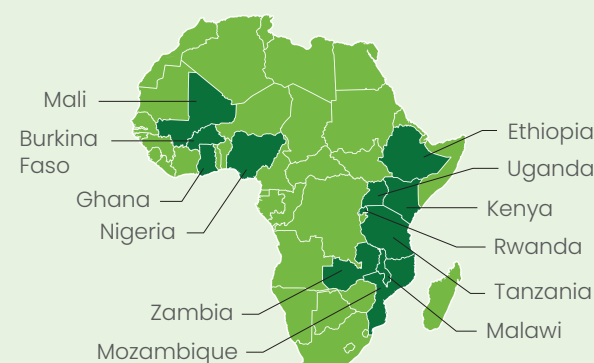 Mali
Burkina
Faso
Ghana
Nigeria
Zambia
Mozambique
Ethiopia
Uganda
Kenya
Rwanda
Tanzania
Malawi